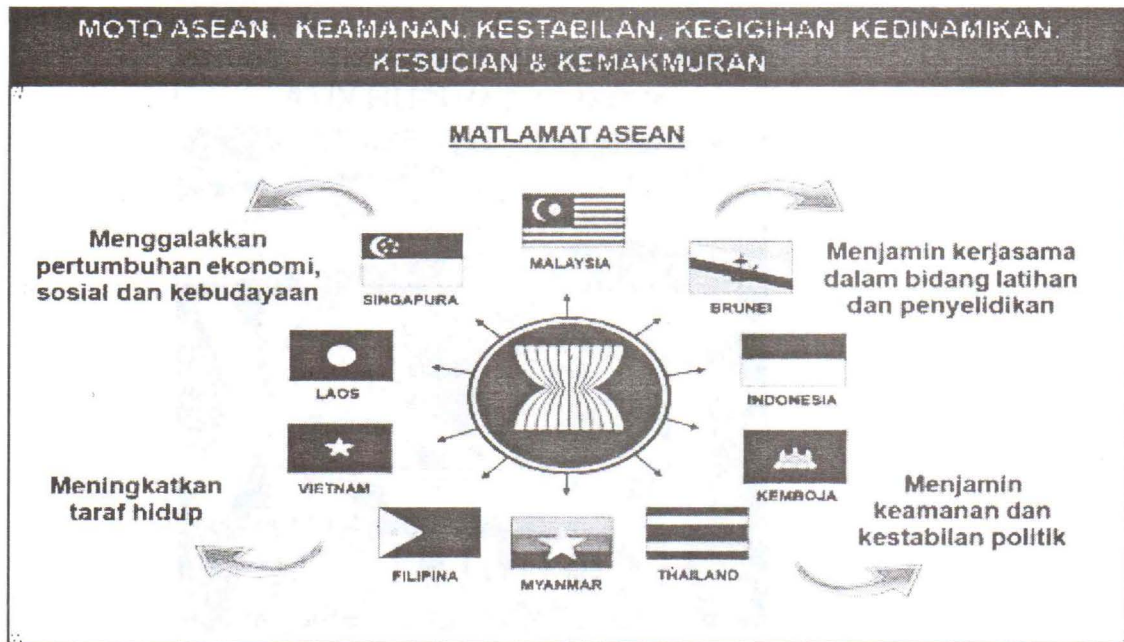 MOTO ASEAN. KEAMANAN. KESTABILAN. KEGIGIHAN KEDINAMIKAN.
KESUCIAN & KEMAKMURAN
MATLAMAT ASEAN
Menggalakkan
pertumbuhan ekonomi,
sosial dan kebudayaan
SINGAPURA
MALAYSIA
BRUNEI
Menjamin kerjasama
dalam bidang latihan
dan penyelidikan
LAOS
INDONESIA
VIETNAM
KEMBOJA
Meningkatkan
taraf hidup
FILIPINA
MYANMAR
THAILAND
Menjamin
keamanan dan
kestabilan politik